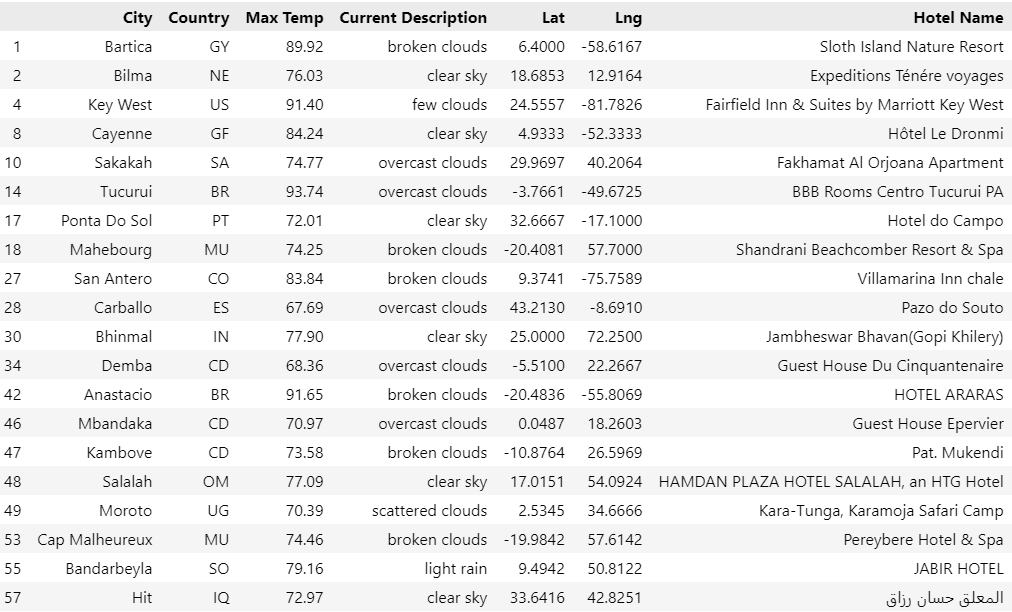 City Country Max Temp Current Description Lat Lng Hotel Name
1 Bartica GY 89.92 broken clouds 6.4000 -58.6167 Sloth Island Nature Resort
2 Bilma NE 76.03 clear sky 18.6853 12.9164 Expeditions Ténére voyages
4 Key West US 91.40 few clouds 24.5557 -81.7826 Fairfield Inn & Suites by Marriott Key West
8 Cayenne GF 84.24 clear sky 4.9333 -52.3333 Hôtel Le Dronmi
10 Sakakah SA 74.77 overcast clouds 29.9697 40.2064 Fakhamat Al Orjoana Apartment
14 Tucurui BR 93.74 overcast clouds -3.7661 -49.6725 BBB Rooms Centro Tucurui PA
17 Ponta Do Sol PT 72.01 clear sky 32.6667 -17.1000 Hotel do Campo
18 Mahebourg MU 74.25 broken clouds -20.4081 57.7000 Shandrani Beachcomber Resort & Spa
27 San Antero CO 83.84 broken clouds 9.3741 -75.7589 Villamarina Inn chale
28 Carballo ES 67.69 overcast clouds 43.2130 -8.6910 Pazo do Souto
30 Bhinmal IN 77.90 clear sky 25.0000 72.2500 Jambheswar Bhavan(Gopi Khilery)
34 Demba CD 68.36 overcast clouds -5.5100 22.2667 Guest House Du Cinquantenaire
42 Anastacio BR 91.65 broken clouds -20.4836 -55.8069 HOTEL ARARAS
46 Mbandaka CD 70.97 overcast clouds 0.0487 18.2603 Guest House Epervier
47 Kambove CD 73.58 broken clouds -10.8764 26.5969 Pat. Mukendi
48 Salalah OM 77.09 clear sky 17.0151 54.0924 HAMDAN PLAZA HOTEL SALALAH, an HTG Hotel
49 Moroto UG 70.39 scattered clouds 2.5345 34.6666 Kara-Tunga, Karamoja Safari Camp
53 Cap Malheureux MU 74.46 broken clouds -19.9842 57.6142 Pereybere Hotel & Spa
55 Bandarbeyla SO 79.16 light rain 9.4942 50.8122 JABIR HOTEL
57 Hit IQ 72.97 clear sky 33.6416 42.8251 المعلق حسان رزاق